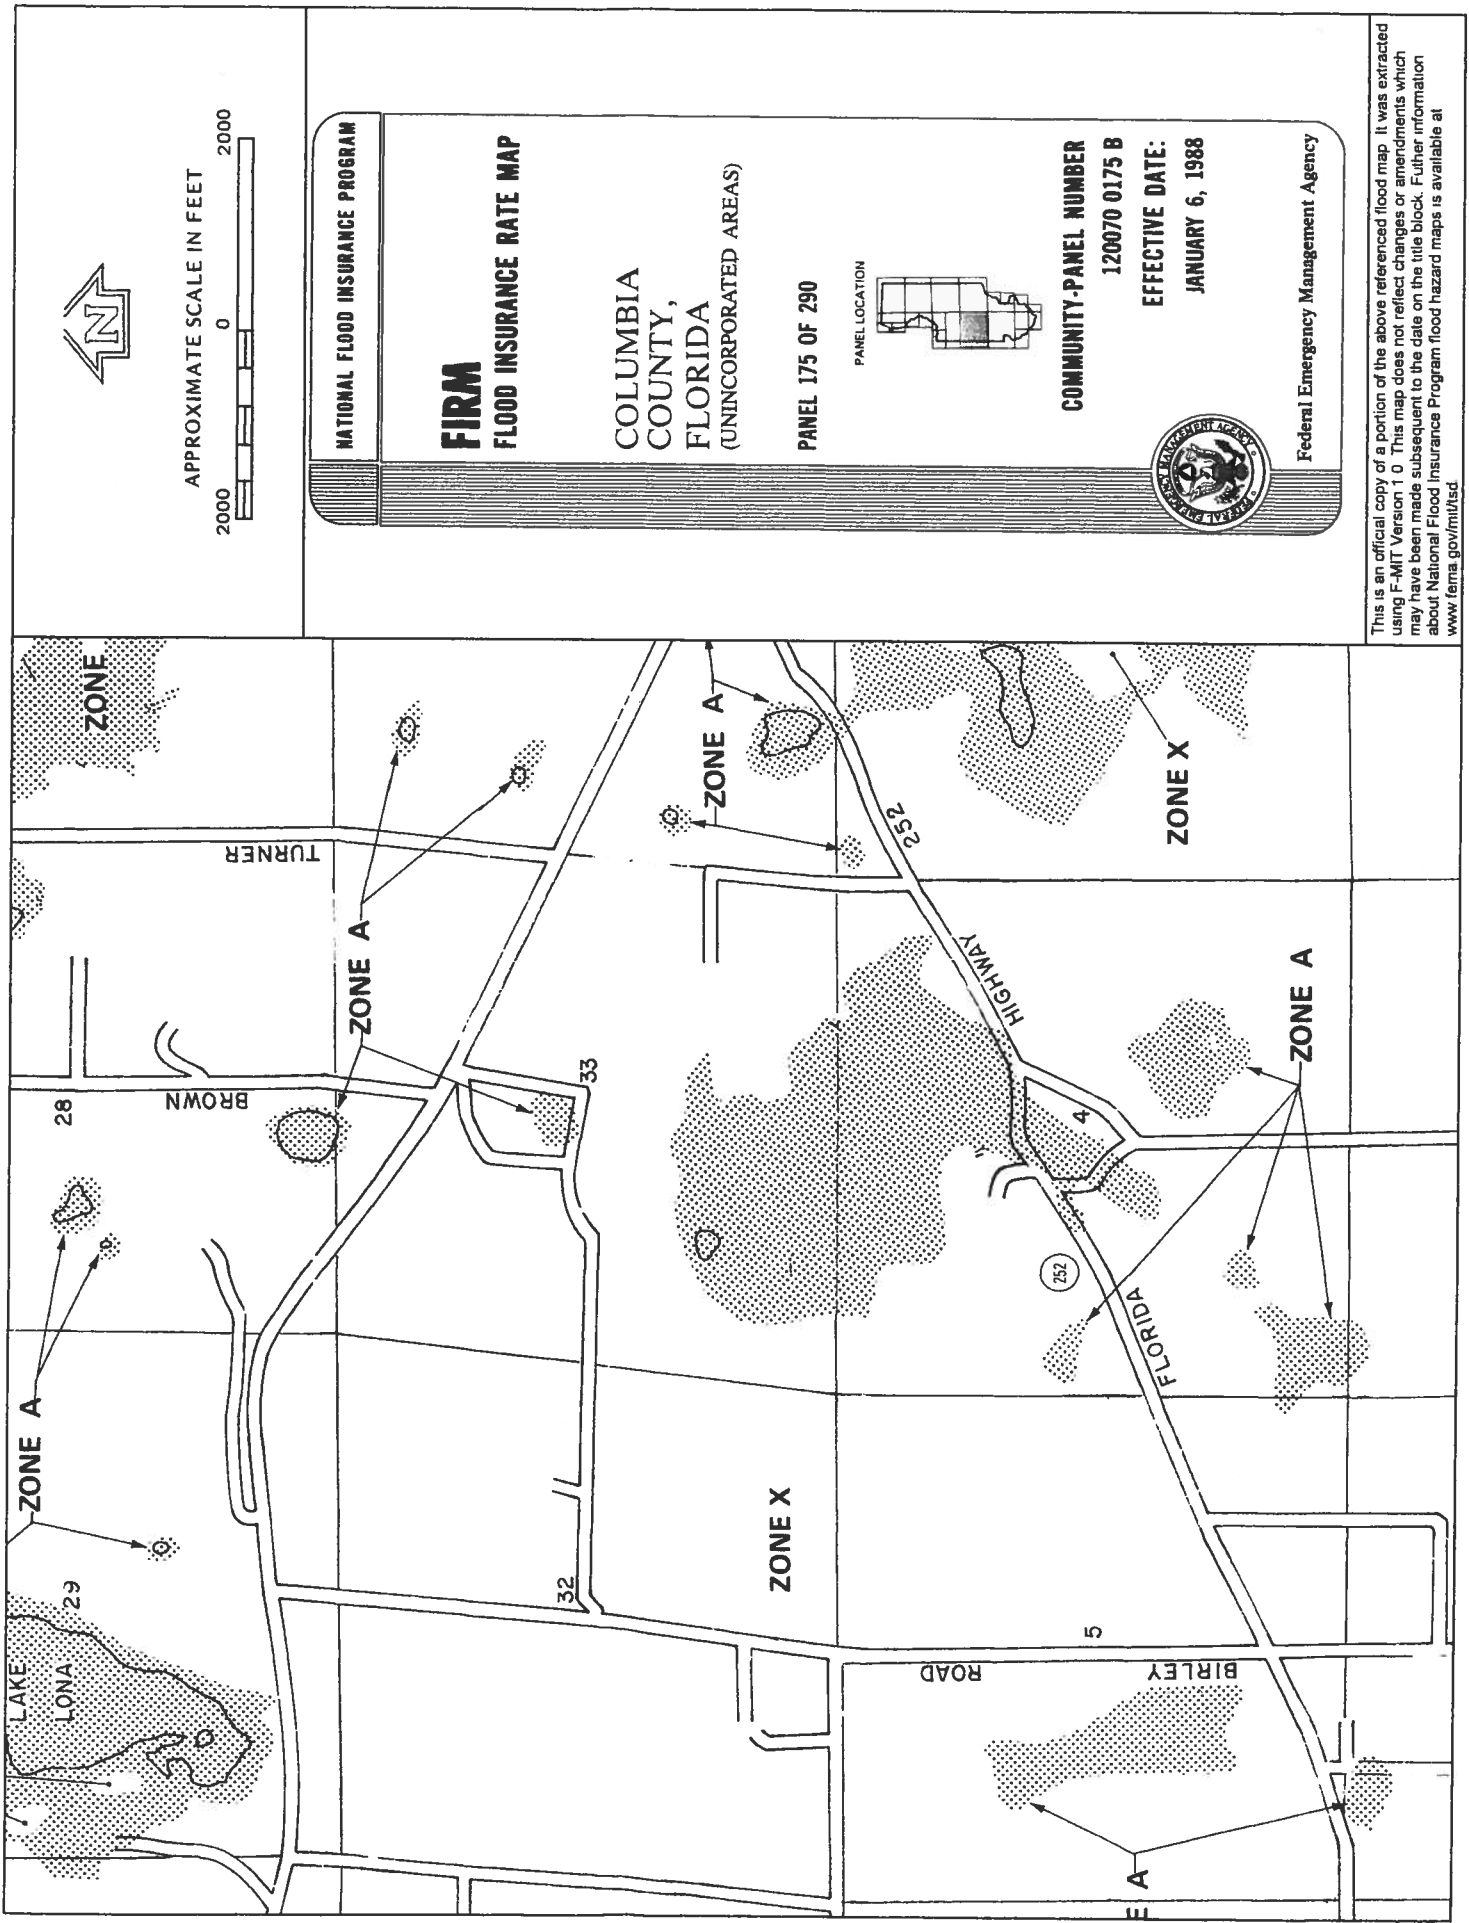 APPROXIMATE SCALE IN FEET
2000 0 2000
N
NATIONAL FLOOD INSURANCE PROGRAM
FIRM
FLOOD INSURANCE RATE MAP
COLUMBIA
COUNTY,
FLORIDA
(UNINCORPORATED AREAS)
PANEL 175 OF 290
PANEL LOCATION
COMMUNITY-PANEL NUMBER
120070 0175 B
EFFECTIVE DATE:
JANUARY 6, 1988
FEDERAL EMERGENCY MANAGEMENT AGENCY
Federal Emergency Management Agency
This is an official copy of a portion of the above referenced flood map It was extracted
using F-MIT Version 1 0 This map does not reflect changes or amendments which
may have been made subsequent to the date on the title block. Futher information
about National Flood Insurance Program flood hazard maps is available at
www fema gov/mit/tsd
LAKE
LONA
29
ZONE A
28
BROWN
TURNER
ZONE
ZONE A
33
32
ZONE A
ZONE X
252
HIGHWAY
FLORIDA
252
4
ZONE X
ZONE A
5
BIRLEY
ROAD
E A